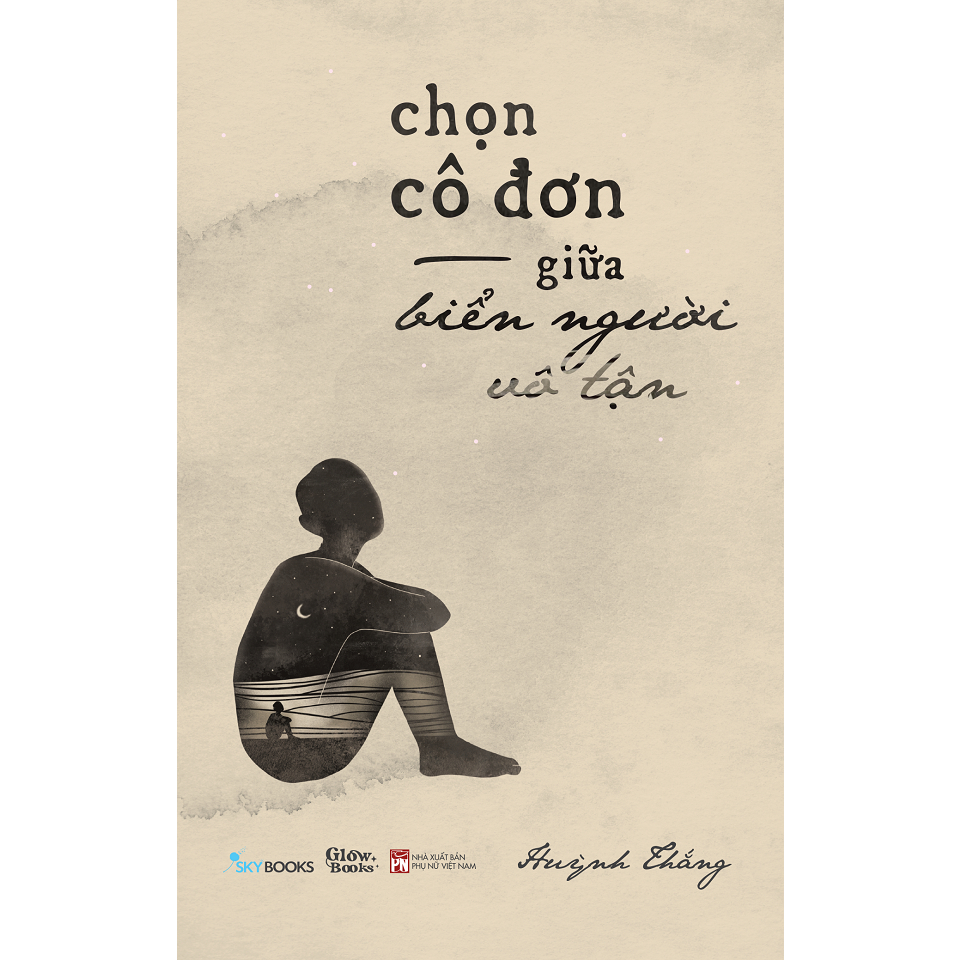 chọn
cô đơn
giữa
biển người
vô tận
SKYBOOKS
Glow
Books
PN
NHÀ XUẤT BẢN
PHỤ NỮ VIỆT NAM
Huỳnh Thắng